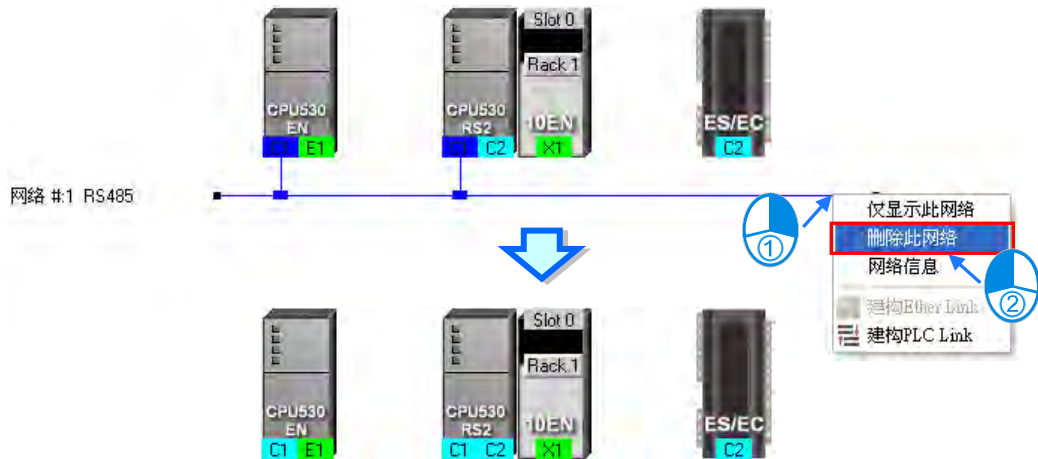 Slot 0
Rack 1
CPU530
EN
CPU530
RS2
10EN
ES/EC
C1 E1
C1 C2
X1
C2
网络 #:1 RS485
①
仅显示此网络
删除此网络
网络信息
②
建构Ether Link
建构PLC Link
Slot 0
Rack 1
CPU530
EN
CPU530
RS2
10EN
ES/EC
C1 E1
C1 C2
X1
C2